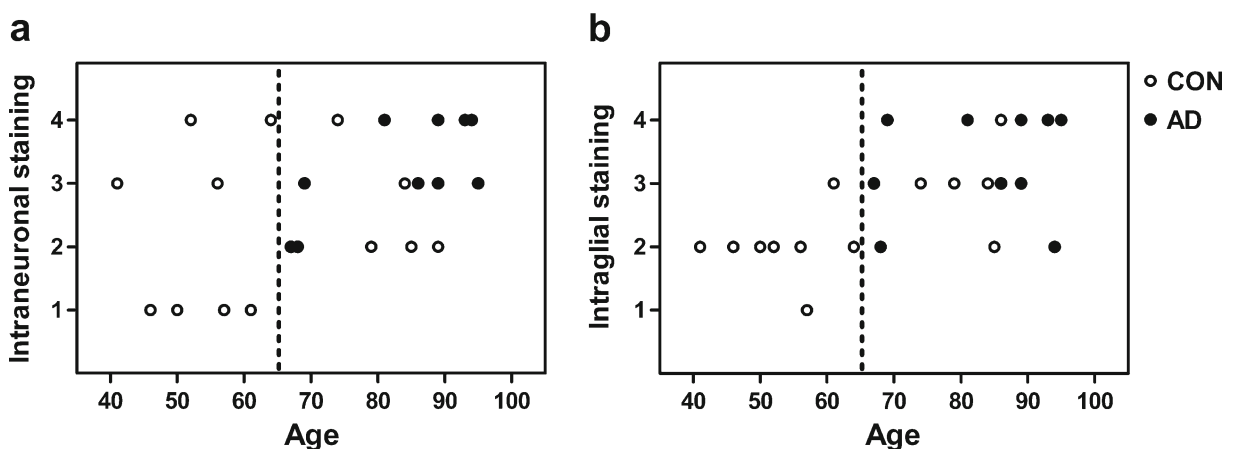 a
Intraneuronal staining
4
3
2
1
40 50 60 70 80 90 100
Age
b
Intraglial staining
4
3
2
1
40 50 60 70 80 90 100
Age
CON
AD